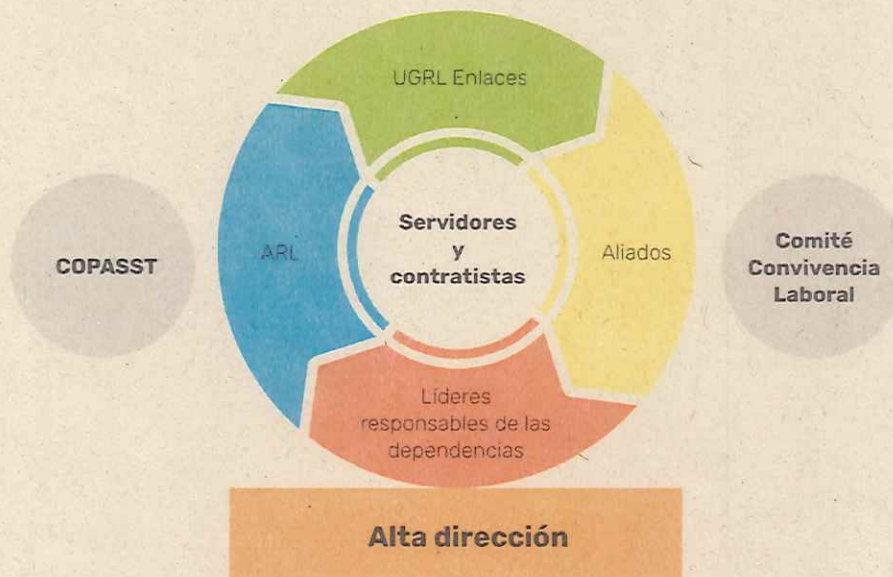 UGRL Enlaces
COPASST
ARL
Servidores
y
contratistas
Aliados
Comité
Convivencia
Laboral
Líderes
responsables de las
dependencias
Alta dirección